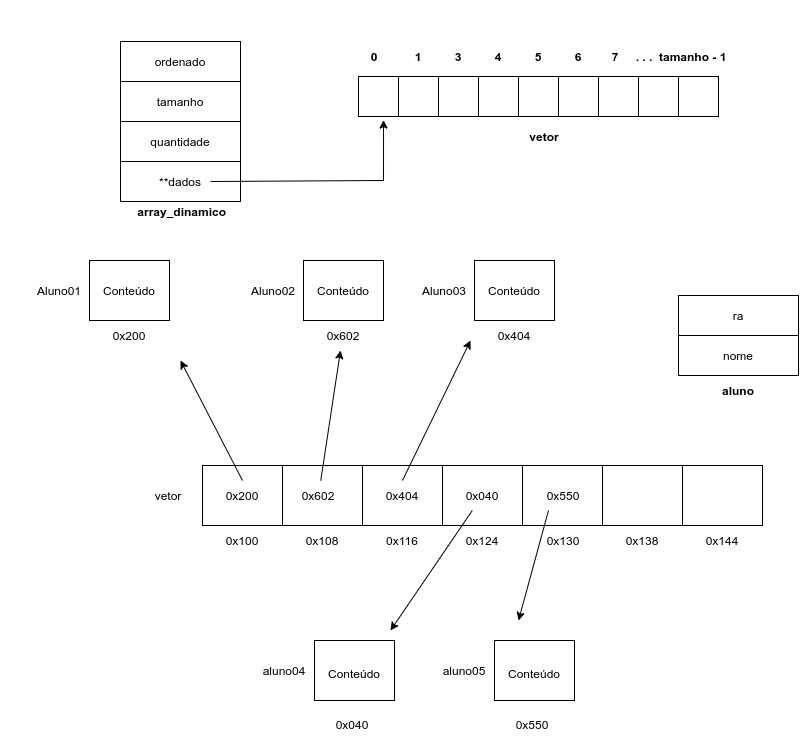 ordenado
tamanho
quantidade
**dados
array_dinamico
0 1 3 4 5 6 7 . . . tamanho - 1
vetor
Aluno01 Conteúdo
0x200
Aluno02 Conteúdo
0x602
Aluno03 Conteúdo
0x404
ra
nome
aluno
vetor 0x200 0x602 0x404 0x040 0x550
0x100 0x108 0x116 0x124 0x130 0x138 0x144
aluno04 Conteúdo
0x040
aluno05 Conteúdo
0x550